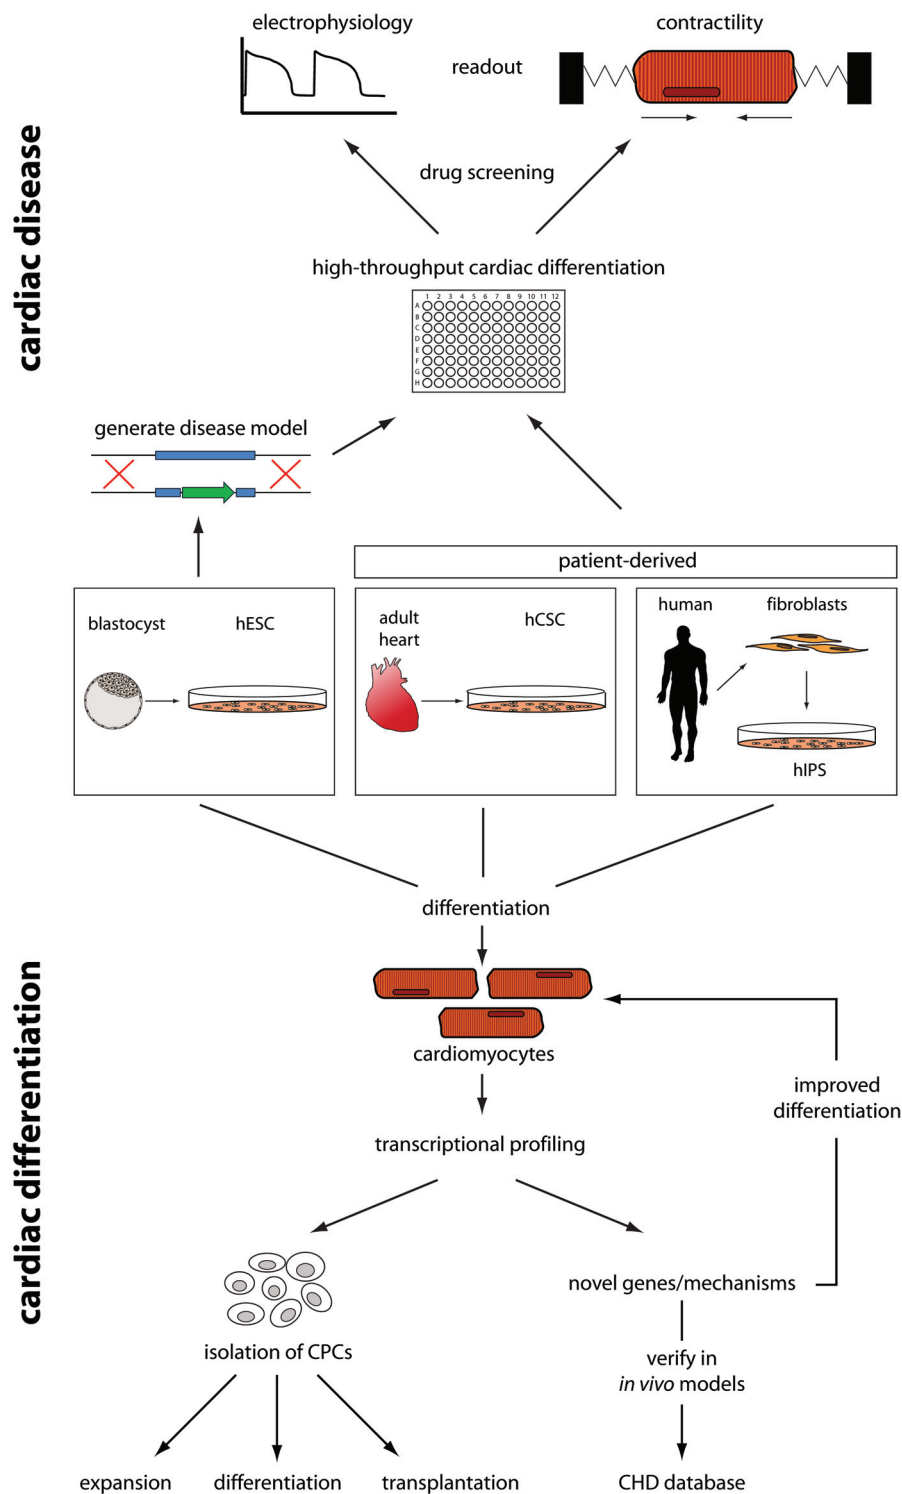 electrophysiology
contractility
readout
drug screening
cardiac disease
high-throughput cardiac differentiation
1 2 3 4 5 6 7 8 9 10 11 12
A
B
C
D
E
F
G
H
generate disease model
patient-derived
blastocyst
hESC
adult
heart
hCSC
human
fibroblasts
hIPS
differentiation
cardiac differentiation
cardiomyocytes
improved
differentiation
transcriptional profiling
novel genes/mechanisms
isolation of CPCs
verify in
in vivo models
expansion
differentiation
transplantation
CHD database